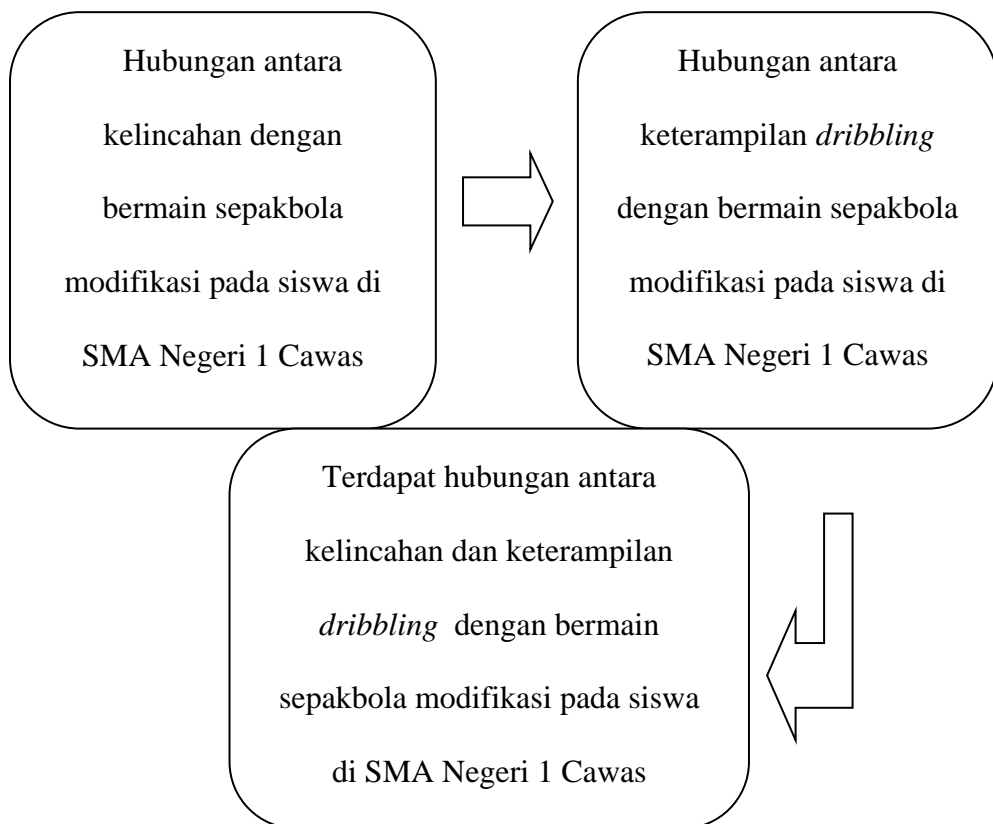 Hubungan antara
kelincahan dengan
bermain sepakbola
modifikasi pada siswa di
SMA Negeri 1 Cawas
Hubungan antara
keterampilan dribbling
dengan bermain sepakbola
modifikasi pada siswa di
SMA Negeri 1 Cawas
Terdapat hubungan antara
kelincahan dan keterampilan
dribbling dengan bermain
sepakbola modifikasi pada siswa
di SMA Negeri 1 Cawas